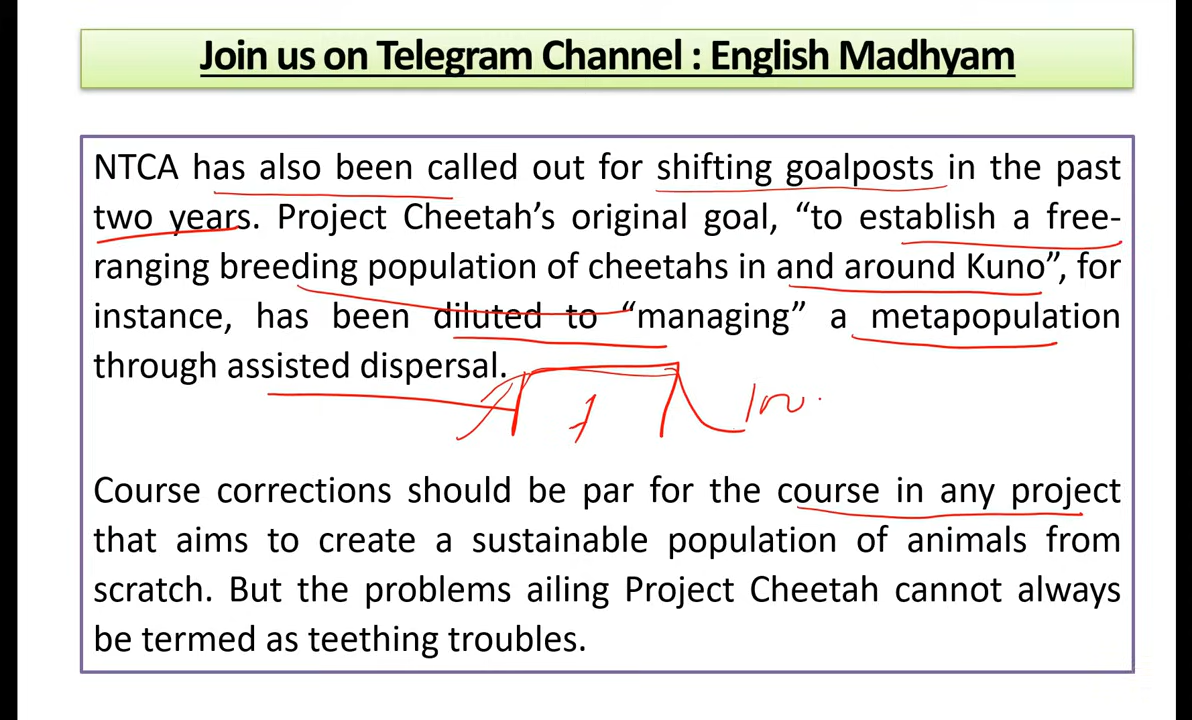 Join us on Telegram Channel : English Madhyam
NTCA has also been called out for shifting goalposts in the past
two years. Project Cheetah’s original goal, “to establish a free-
ranging breeding population of cheetahs in and around Kuno”, for
instance, has been diluted to “managing” a metapopulation
through assisted dispersal.
Course corrections should be par for the course in any project
that aims to create a sustainable population of animals from
scratch. But the problems ailing Project Cheetah cannot always
be termed as teething troubles.